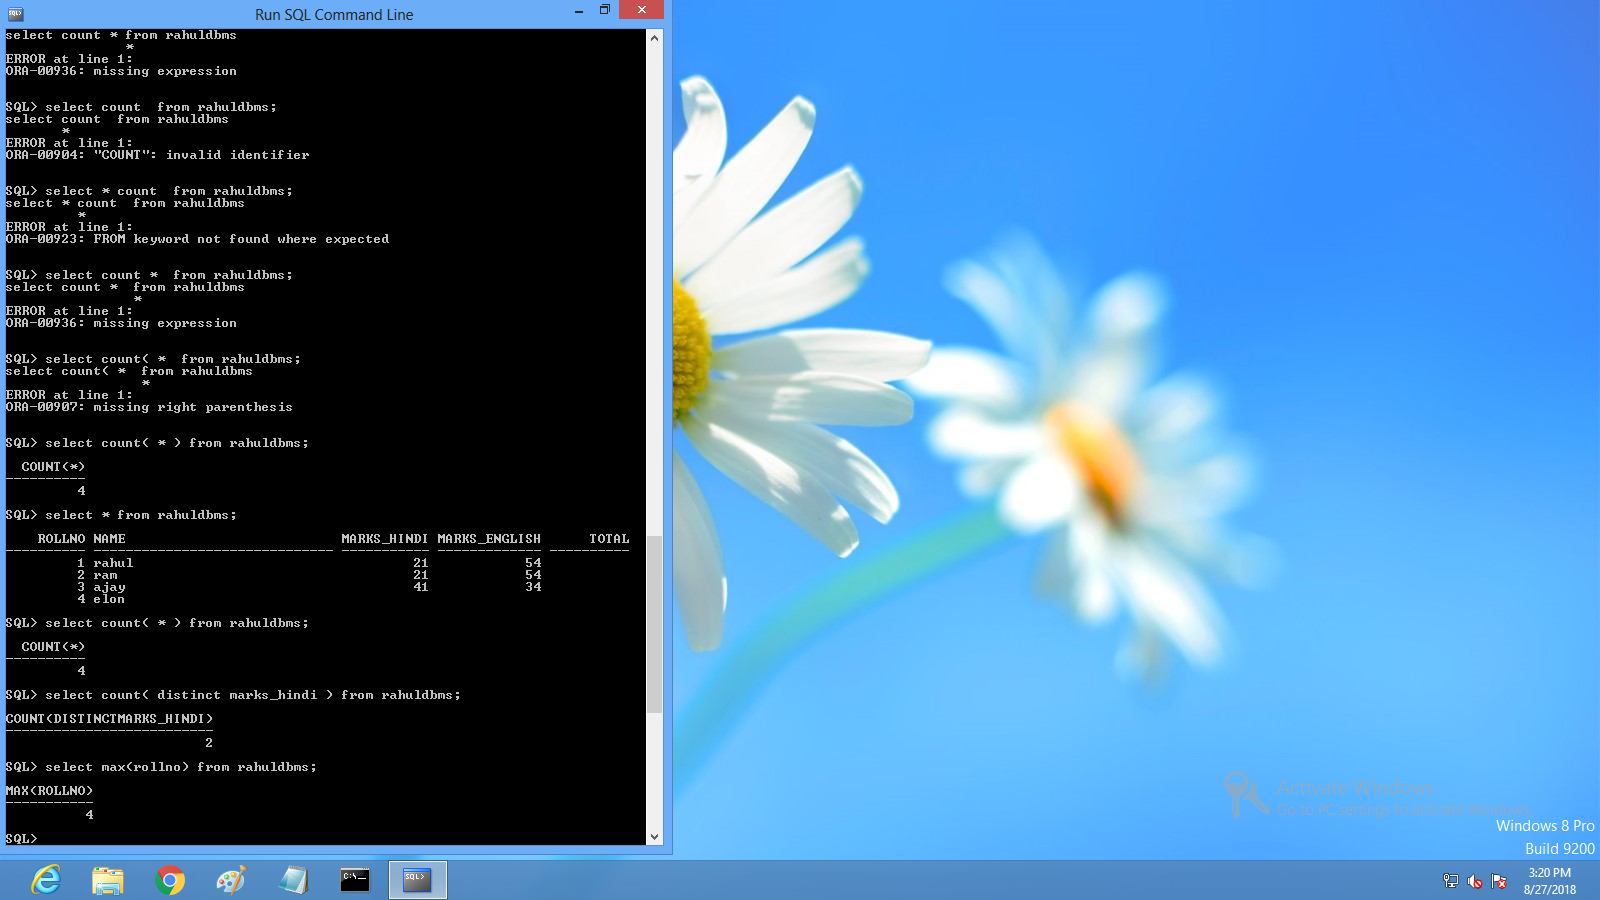 Run SQL Command Line
select count * from rahuldbms
*
ERROR at line 1:
ORA-00936: missing expression
SQL> select count  from rahuldbms;
select count  from rahuldbms
*
ERROR at line 1:
ORA-00904: "COUNT": invalid identifier
SQL> select * count  from rahuldbms;
select * count  from rahuldbms
*
ERROR at line 1:
ORA-00923: FROM keyword not found where expected
SQL> select count *  from rahuldbms;
select count *  from rahuldbms
*
ERROR at line 1:
ORA-00936: missing expression
SQL> select count( *  from rahuldbms;
select count( *  from rahuldbms
*
ERROR at line 1:
ORA-00907: missing right parenthesis
SQL> select count( * ) from rahuldbms;
COUNT(*)
----------
4
SQL> select * from rahuldbms;
ROLLNO NAME MARKS_HINDI MARKS_ENGLISH TOTAL
---------- ------------------------------ ----------- ------------- ----------
1 rahul 21 54
2 ram 21 54
3 ajay 41 34
4 elon
SQL> select count( * ) from rahuldbms;
COUNT(*)
----------
4
SQL> select count( distinct marks_hindi ) from rahuldbms;
COUNT(DISTINCTMARKS_HINDI)
--------------------------
2
SQL> select max(rollno) from rahuldbms;
MAX(ROLLNO)
-----------
4
SQL>
Activate Windows
Go to PC settings to activate Windows.
Windows 8 Pro
Build 9200
C:\_
SQL>
3:20 PM
8/27/2018